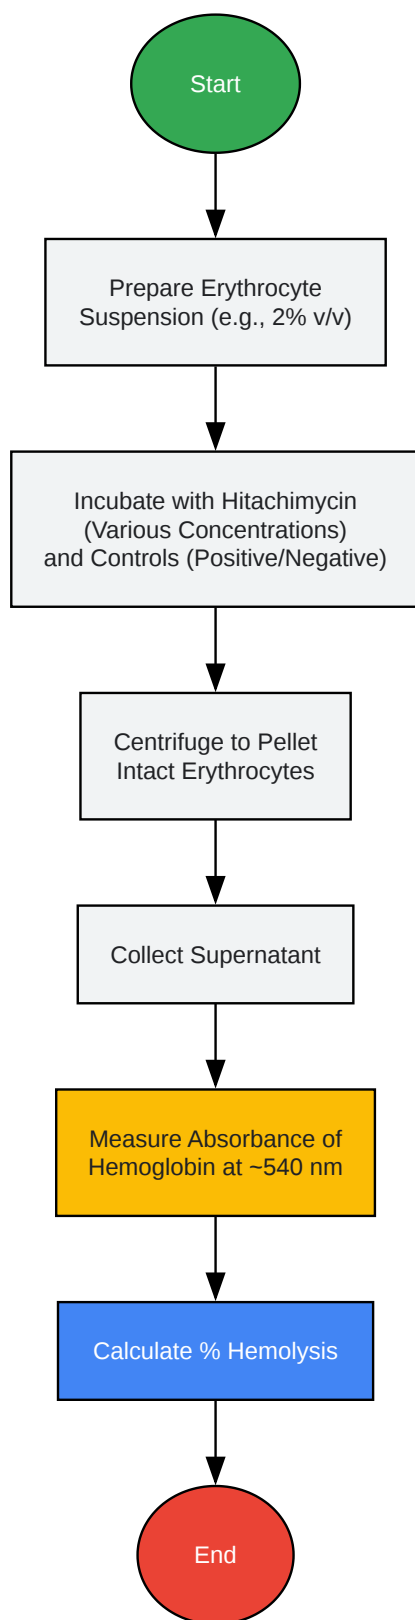 Start
Prepare Erythrocyte
Suspension (e.g., 2% v/v)
Incubate with Hitachimycin
(Various Concentrations)
and Controls (Positive/Negative)
Centrifuge to Pellet
Intact Erythrocytes
Collect Supernatant
Measure Absorbance of
Hemoglobin at ~540 nm
Calculate % Hemolysis
End